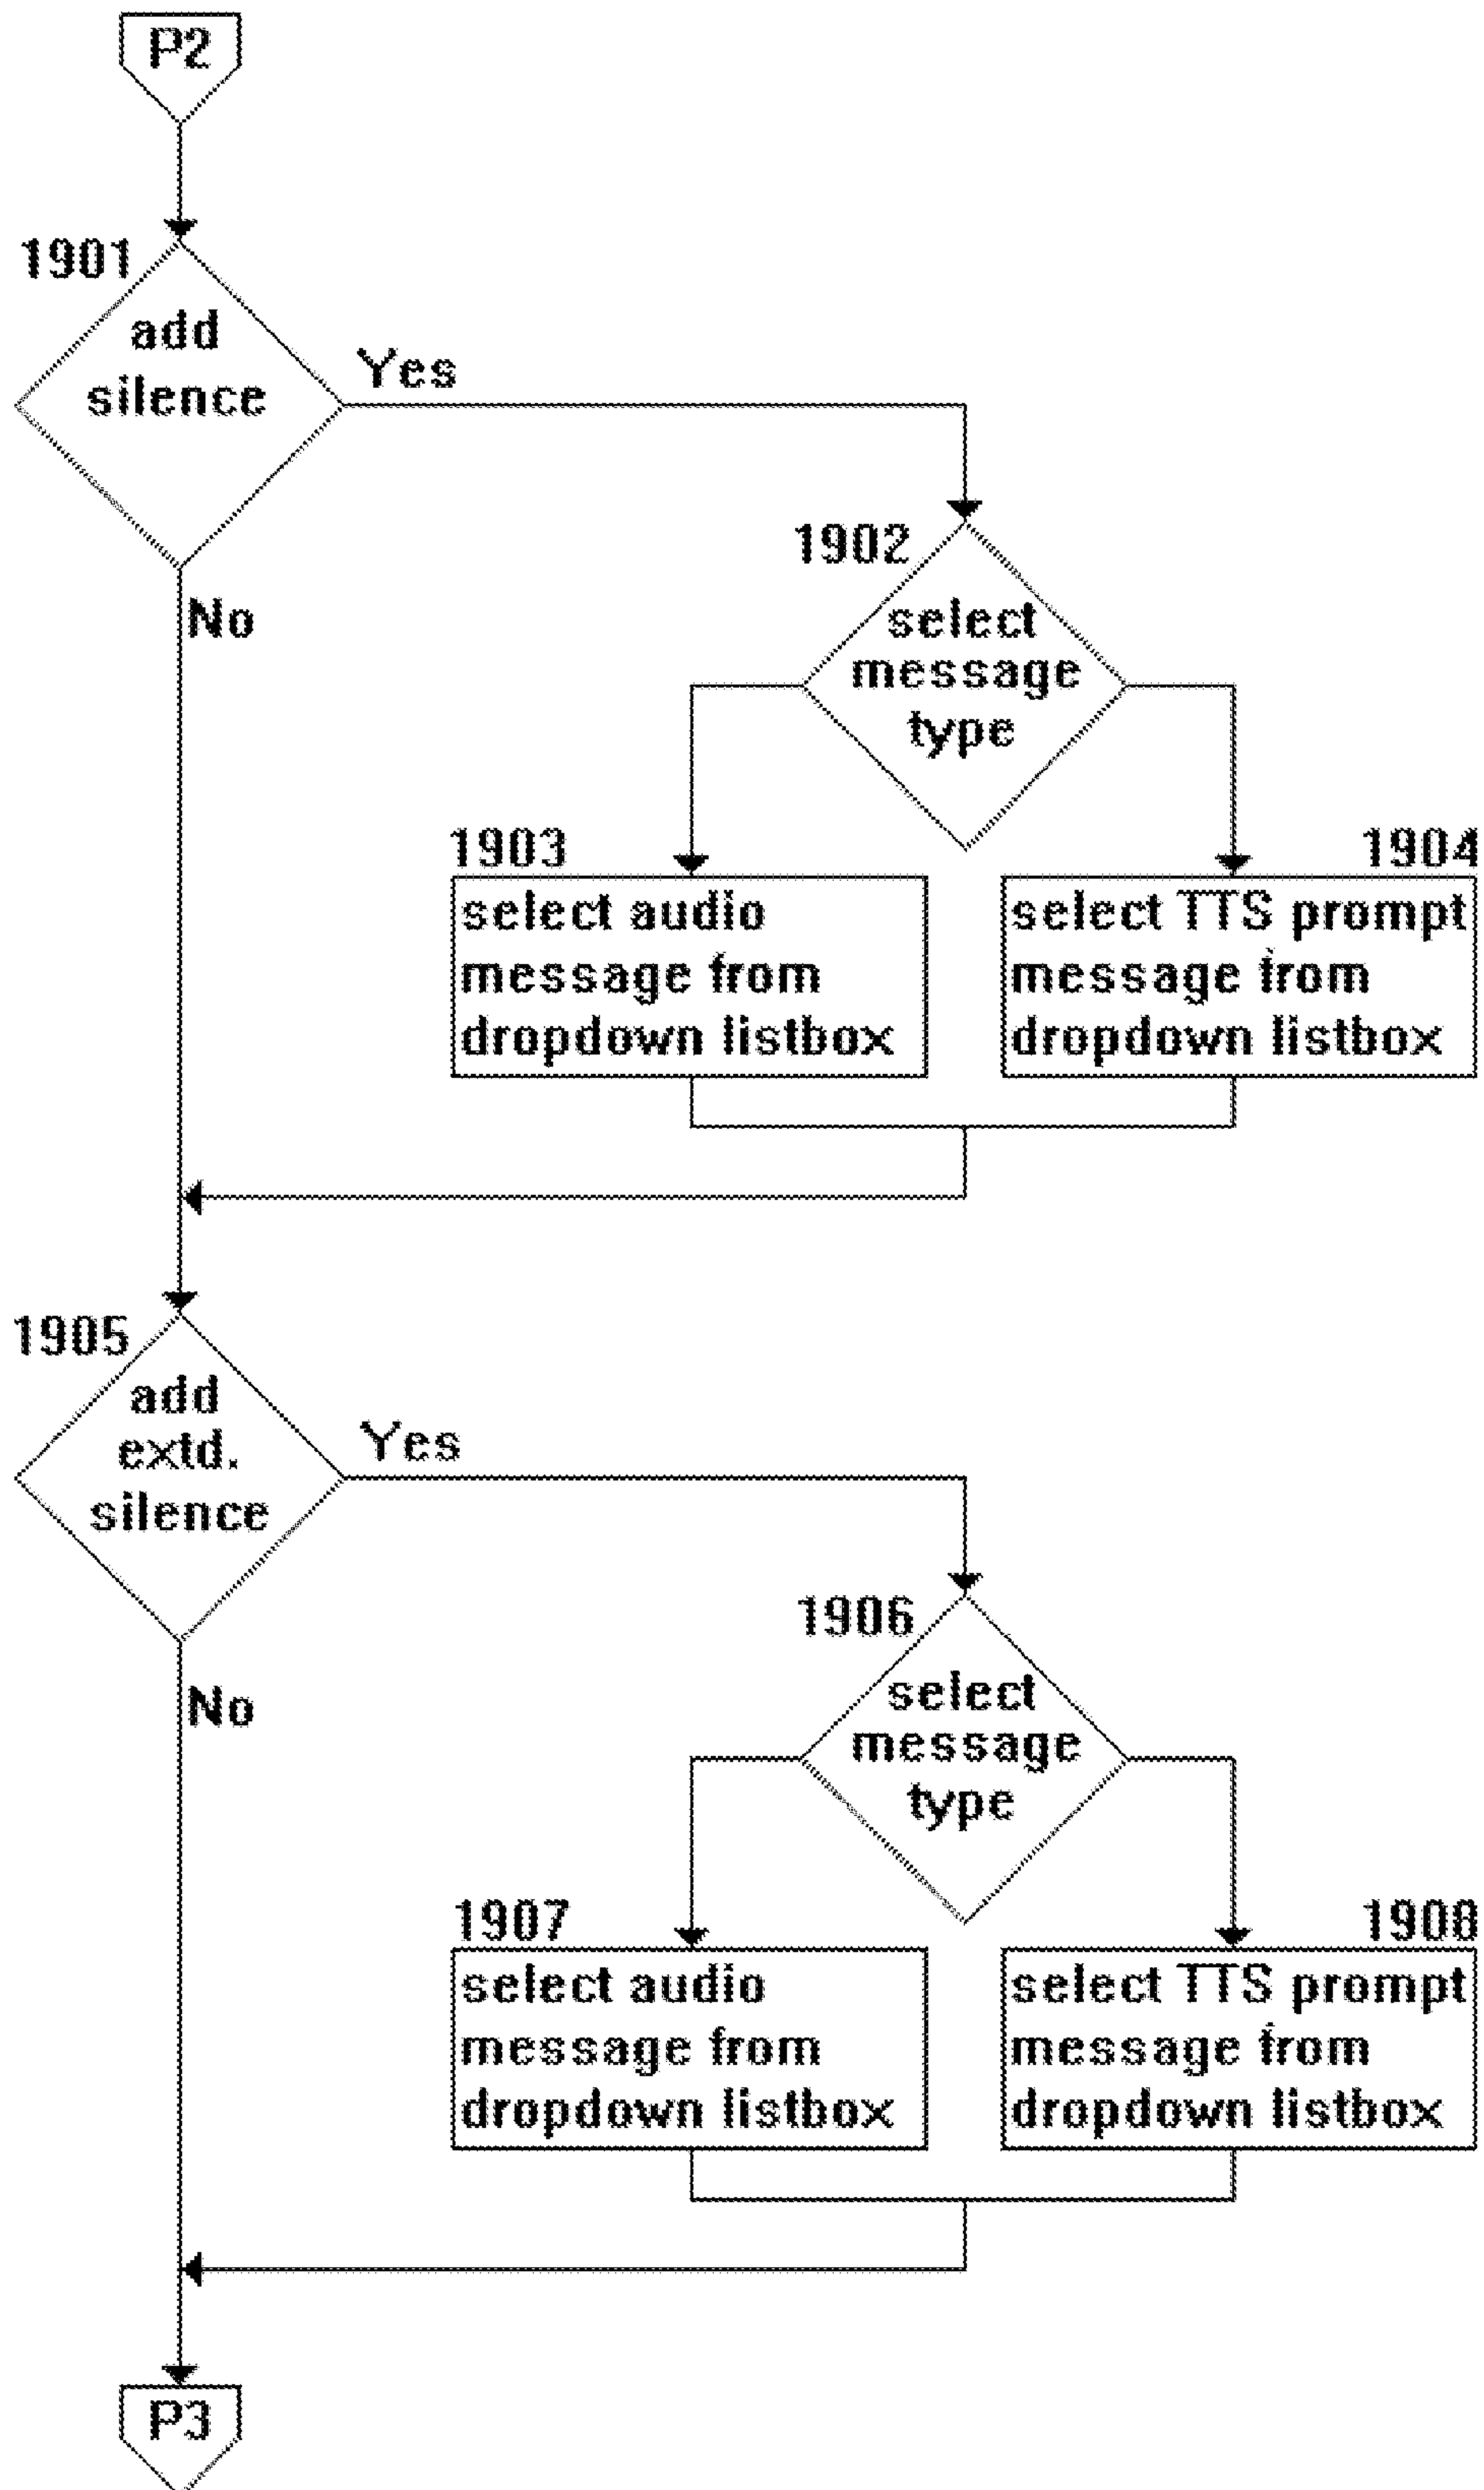 P2
1901
add
silence
Yes
No
1902
select
message
type
1903
select audio
message from
dropdown listbox
1904
select TTS prompt
message from
dropdown listbox
1905
add
extd.
silence
Yes
No
1906
select
message
type
1907
select audio
message from
dropdown listbox
1908
select TTS prompt
message from
dropdown listbox
P3